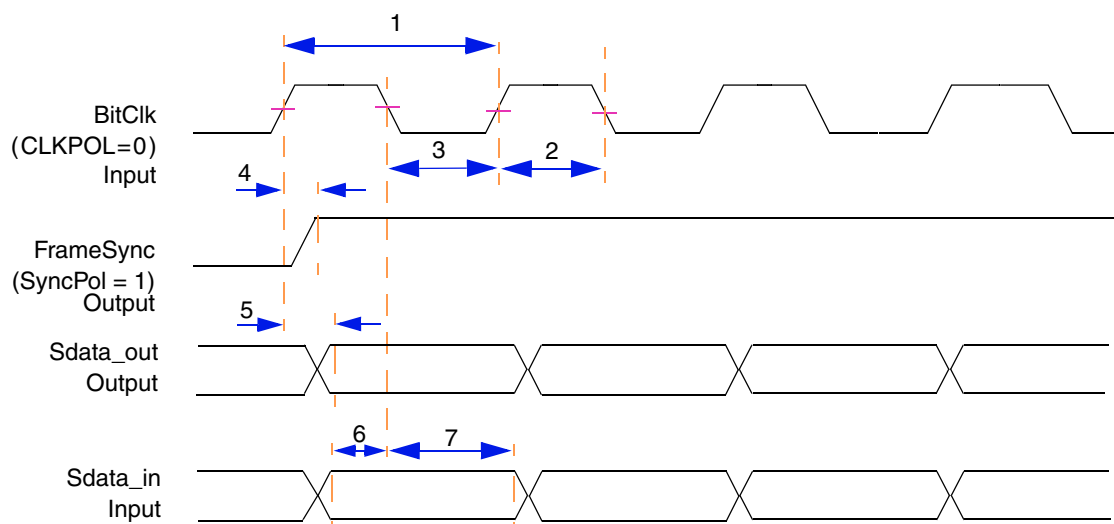 1
BitClk
(CLKPOL=0)
Input
3
2
4
FrameSync
(SyncPol = 1)
Output
5
Sdata_out
Output
6
7
Sdata_in
Input